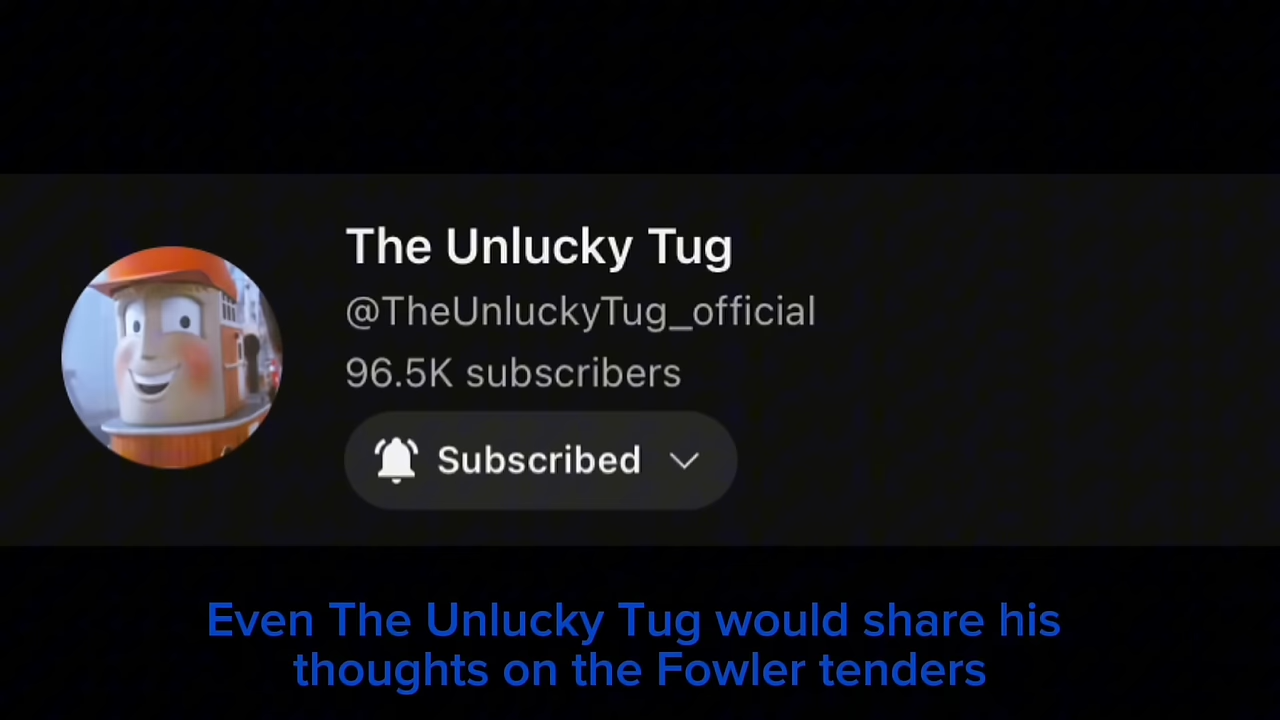 The Unlucky Tug
@TheUnluckyTug_official
96.5K subscribers
Subscribed
Even The Unlucky Tug would share his
thoughts on the Fowler tenders